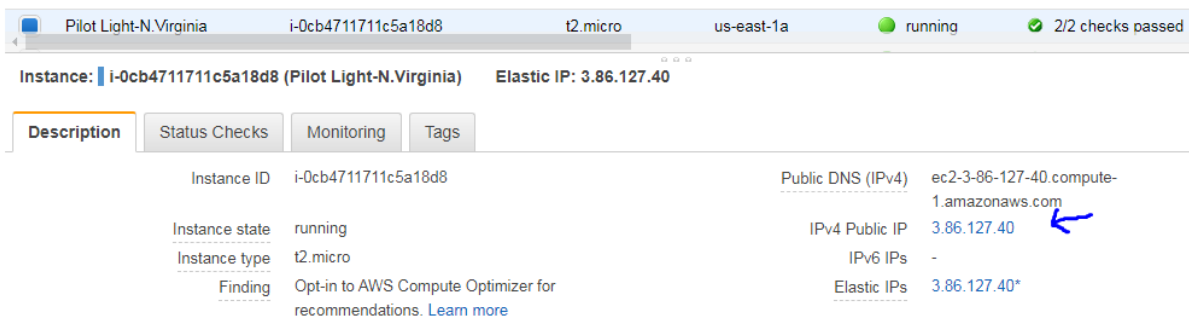 Pilot Light-N.Virginia i-0cb4711711c5a18d8 t2.micro us-east-1a running 2/2 checks passed
Instance: i-0cb4711711c5a18d8 (Pilot Light-N.Virginia) Elastic IP: 3.86.127.40
Description Status Checks Monitoring Tags
Instance ID i-0cb4711711c5a18d8 Public DNS (IPv4) ec2-3-86-127-40.compute-
1.amazonaws.com
Instance state running IPv4 Public IP 3.86.127.40
Instance type t2.micro IPv6 IPs -
Finding Opt-in to AWS Compute Optimizer for Elastic IPs 3.86.127.40*
recommendations. Learn more